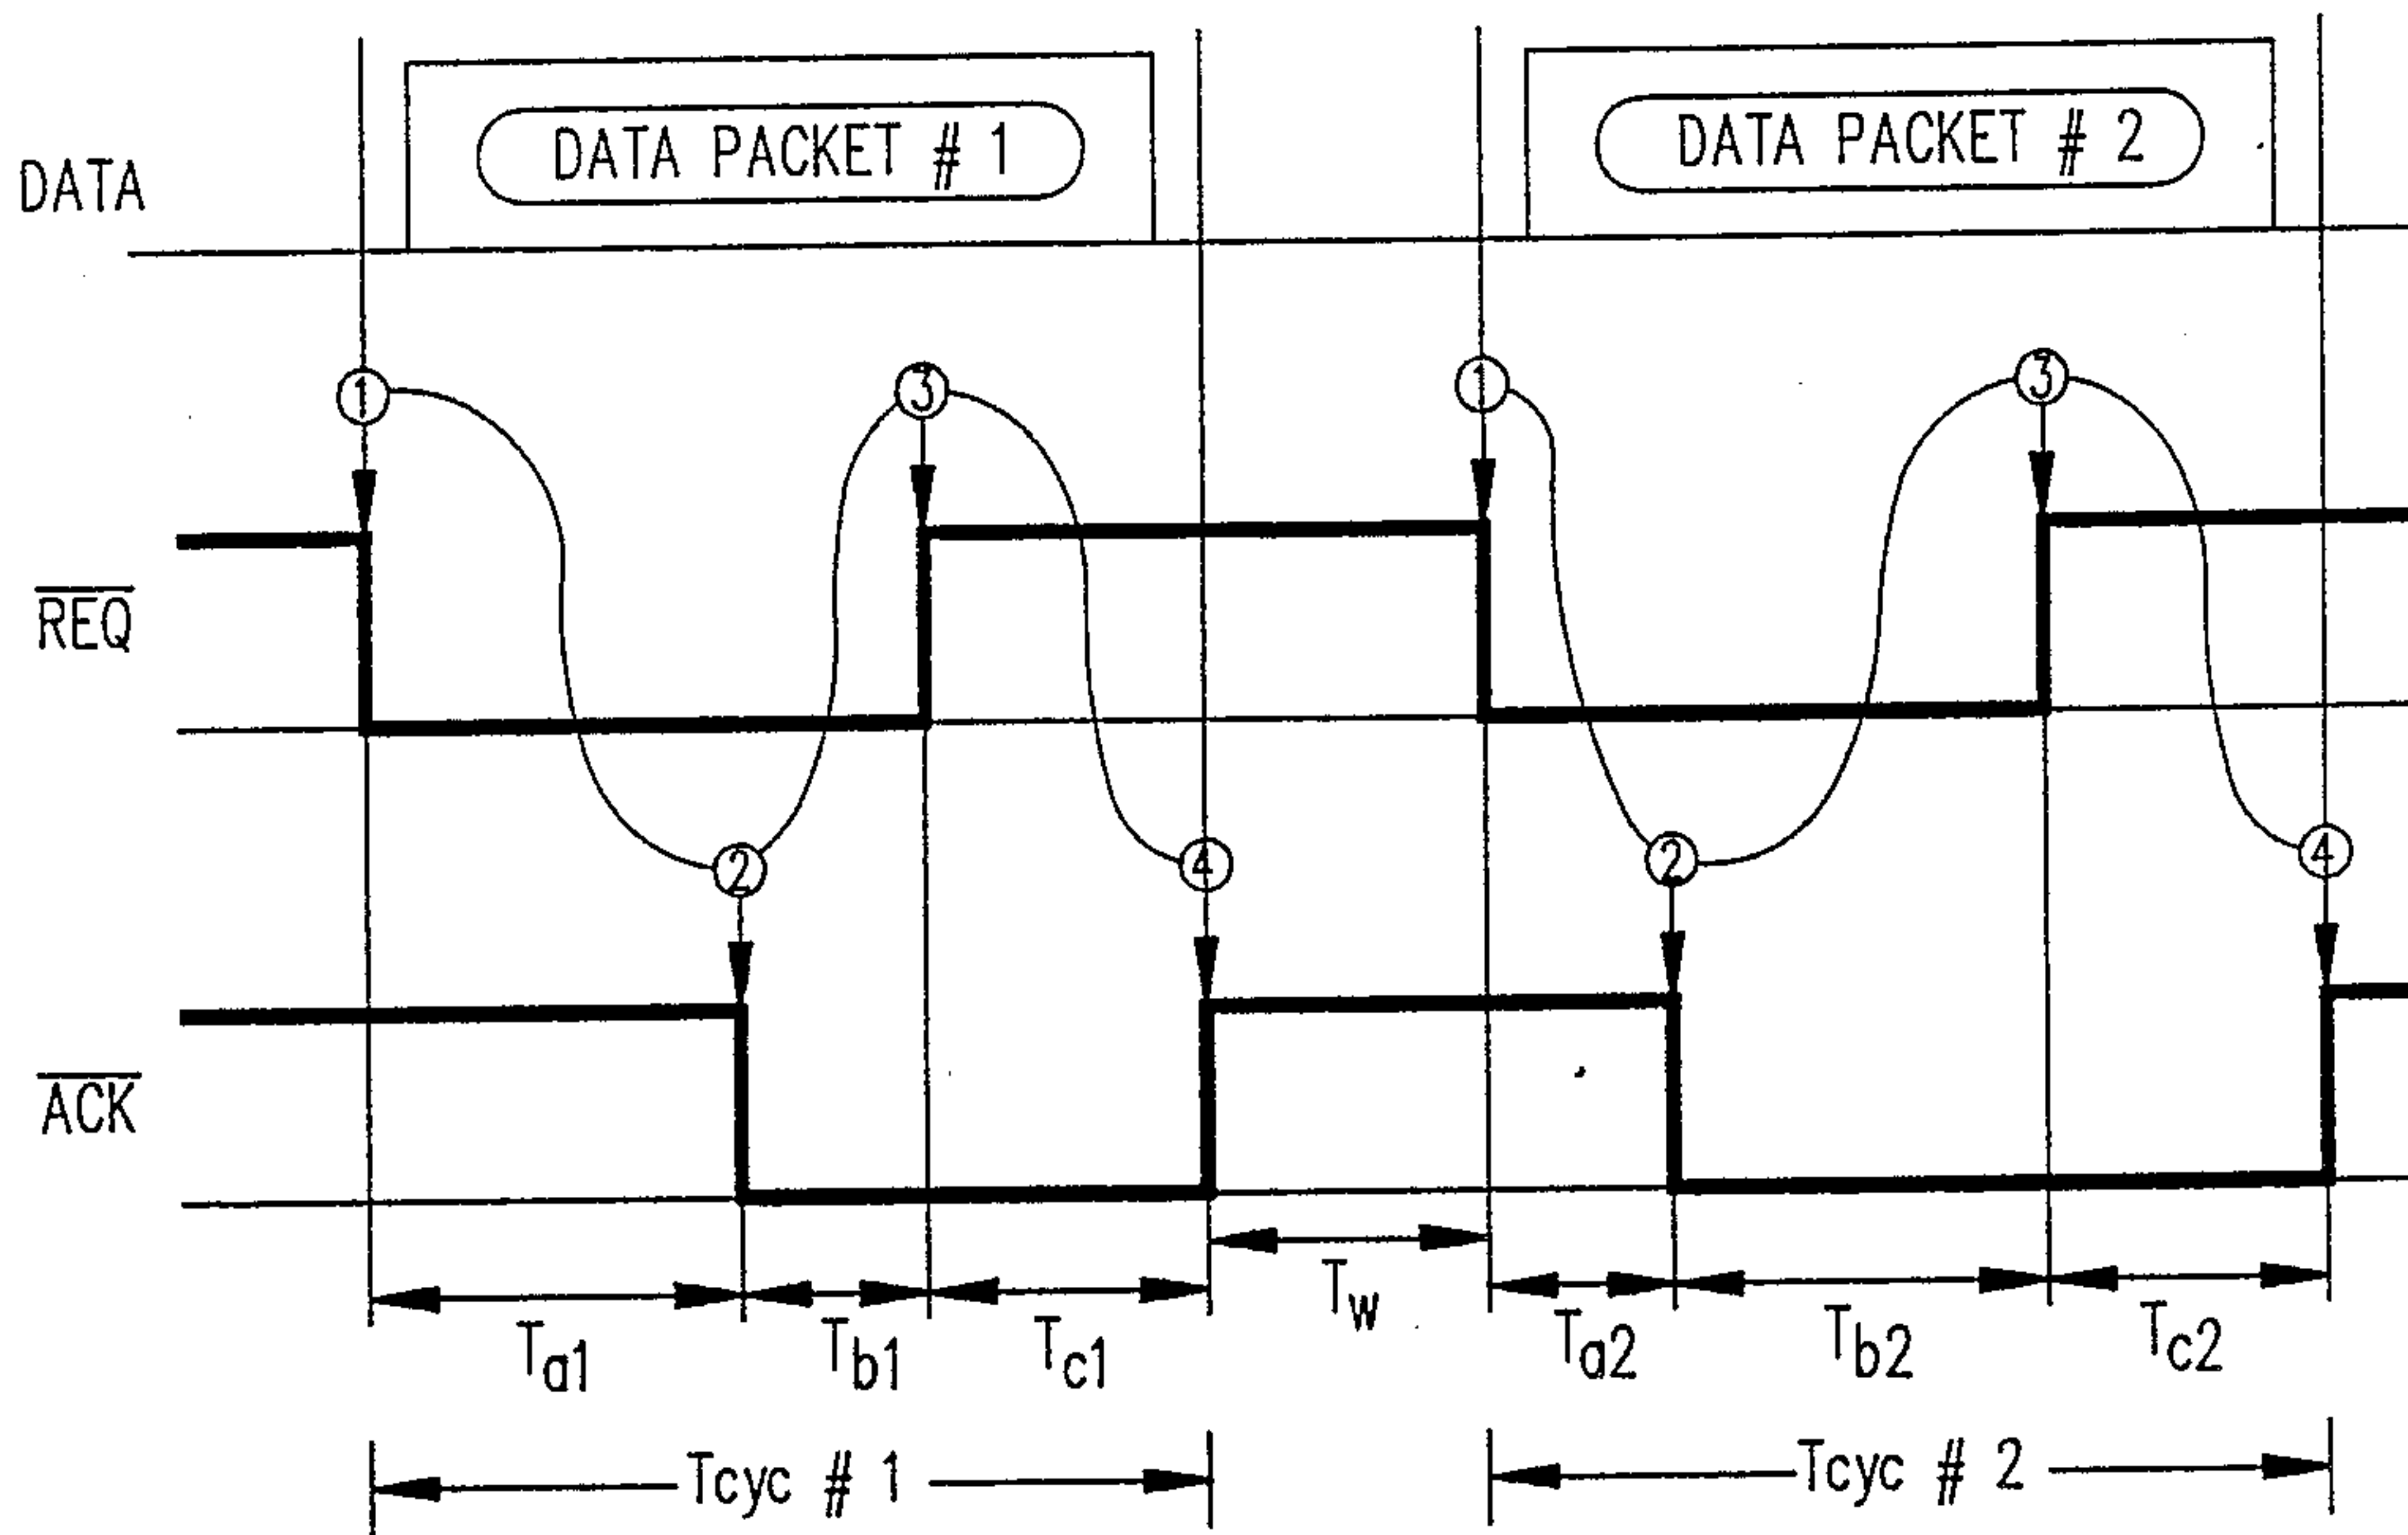 DATA PACKET # 1
DATA PACKET # 2
DATA
1
3
1
3
REQ
2
4
2
4
ACK
Tw
Ta1
Tb1
Tc1
Ta2
Tb2
Tc2
Tcyc # 1
Tcyc # 2